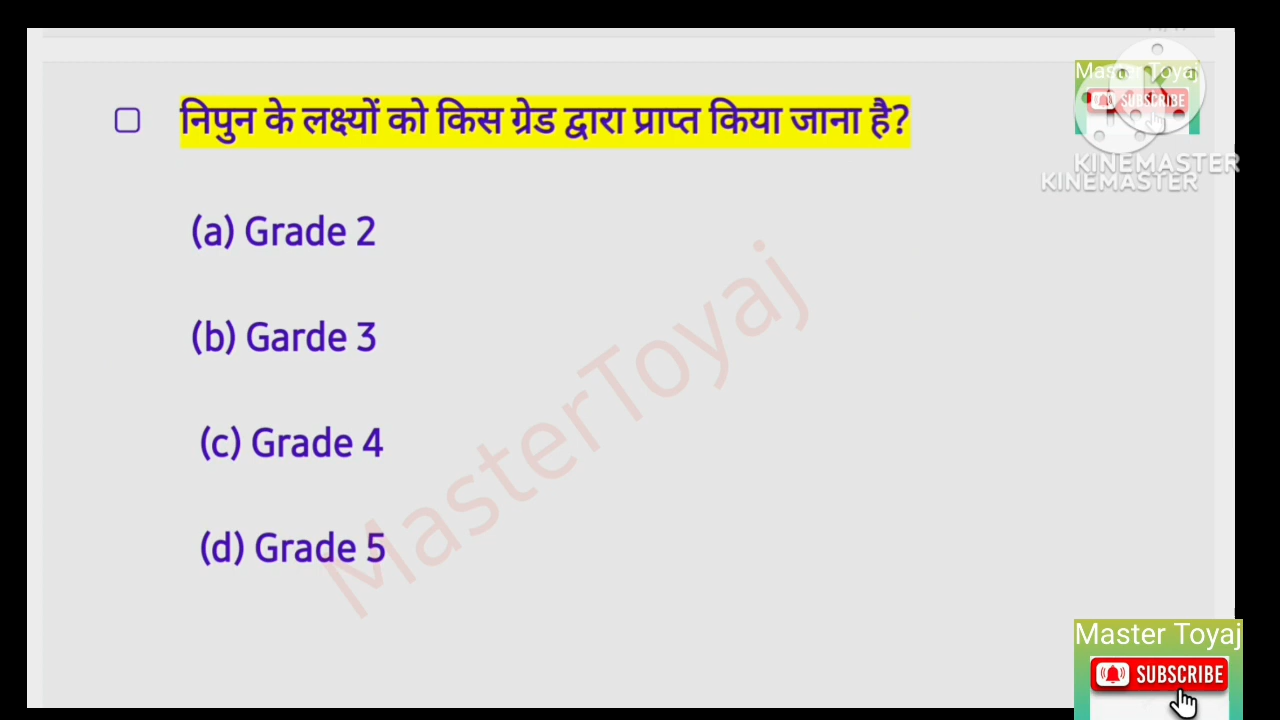 Master Toyaj
SUBSCRIBE
KINEMASTER
KINEMASTER
निपुन के लक्ष्यों को किस ग्रेड द्वारा प्राप्त किया जाना है?
(a) Grade 2
(b) Garde 3
(c) Grade 4
(d) Grade 5
MasterToyaj
Master Toyaj
SUBSCRIBE